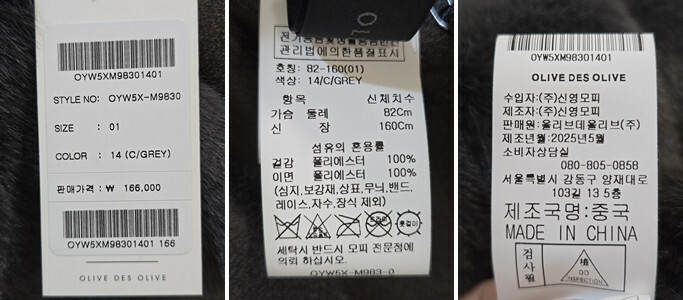 OYW5XM98301401
STYLE NO: OYW5X-M9830
SIZE : 01
COLOR : 14 (C/GREY)
판매가격 : ₩ 166,000
OYW5XM98301401 166
OLIVE DES OLIVE
전기용품및생활용품안전
관리법에의한품질표시
호칭: 82-160(01)
색상: 14/C/GREY
항목 신체치수
가슴 둘레 82Cm
신 장 160Cm
섬유의 혼용률
겉감 폴리에스터 100%
이면 폴리에스터 100%
(심지,보강재,상표,무늬,밴드,
레이스,자수,장식 제외)
옷걸이
세탁시 반드시 모피 전문점에
의뢰 하십시오.
OYW5X-M983-0
OYW5XM98301401
OLIVE DES OLIVE
수입자:(주)신영모피
제조자:(주)신영모피
판매원:올리브데올리브(주)
제조년월:2025년5월
소비자상담실
080-805-0858
서울특별시 강동구 양재대로
103길 13 5층
제조국명:중국
MADE IN CHINA
검사필
INSPECTION